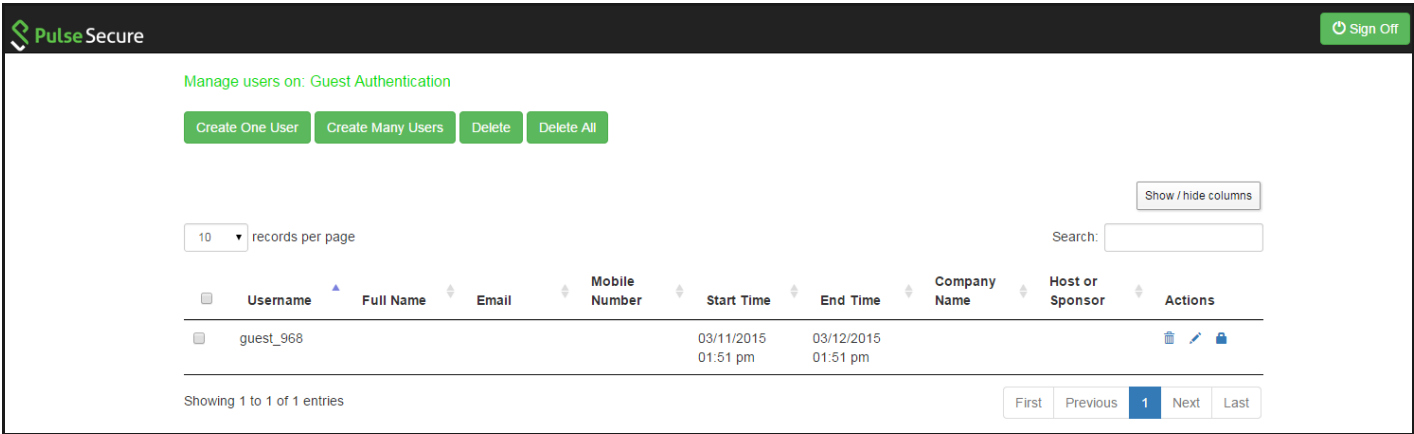 Pulse Secure
Sign Off
Manage users on: Guest Authentication
Create One User Create Many Users Delete Delete All
Show / hide columns
10 records per page Search:
Username Full Name Email Mobile Number Start Time End Time Company Name Host or Sponsor Actions
guest_968 03/11/2015 01:51 pm 03/12/2015 01:51 pm
Showing 1 to 1 of 1 entries First Previous 1 Next Last